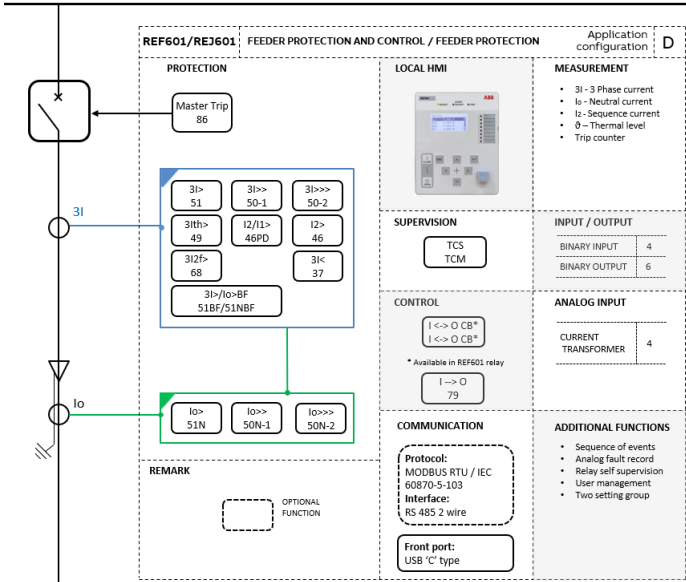 REF601/REJ601 FEEDER PROTECTION AND CONTROL / FEEDER PROTECTION
Application
configuration
D
PROTECTION
Master Trip
86
3I
3I>
51
3I>>
50-1
3I>>>
50-2
3Ith>
49
I2/I1>
46PD
I2>
46
3I2f>
68
3I<
37
3I>/Io>BF
51BF/51NBF
Io
Io>
51N
Io>>
50N-1
Io>>>
50N-2
REMARK
OPTIONAL
FUNCTION
LOCAL HMI
ABB
SUPERVISION
TCS
TCM
CONTROL
I <-> O CB*
I <-> O CB*
* Available in REF601 relay
I --> O
79
COMMUNICATION
Protocol:
MODBUS RTU / IEC
60870-5-103
Interface:
RS 485 2 wire
Front port:
USB ‘C’ type
MEASUREMENT
• 3I - 3 Phase current
• Io - Neutral current
• I2 - Sequence current
• ϑ – Thermal level
• Trip counter
INPUT / OUTPUT
BINARY INPUT 4
BINARY OUTPUT 6
ANALOG INPUT
CURRENT
TRANSFORMER 4
ADDITIONAL FUNCTIONS
• Sequence of events
• Analog fault record
• Relay self supervision
• User management
• Two setting group